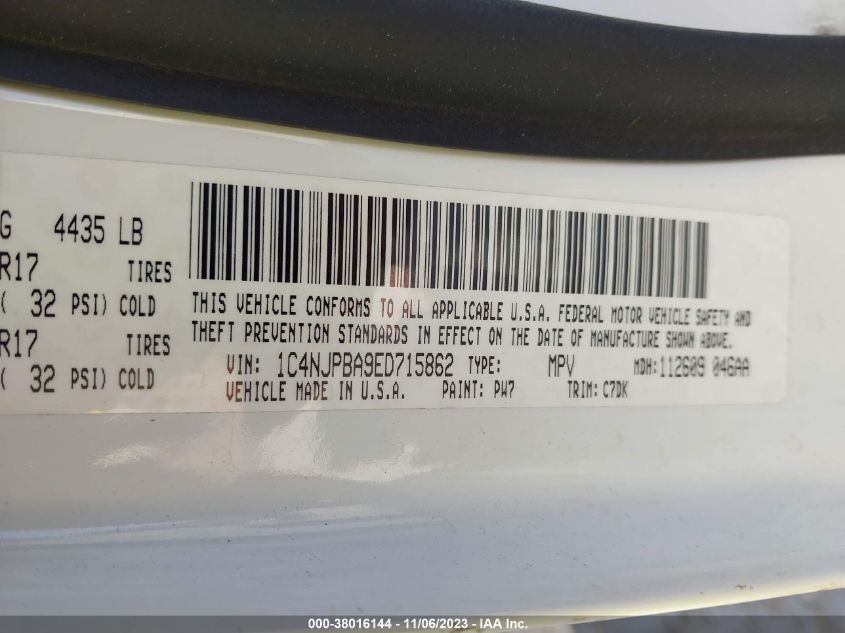 G 4435 LB
R17 TIRES
( 32 PSI) COLD
R17 TIRES
( 32 PSI) COLD
THIS VEHICLE CONFORMS TO ALL APPLICABLE U.S.A. FEDERAL MOTOR VEHICLE SAFETY AND
THEFT PREVENTION STANDARDS IN EFFECT ON THE DATE OF MANUFACTURE SHOWN ABOVE.
VIN: 1C4NJPBA9ED715862 TYPE: MPV MDH:112609 046AA
VEHICLE MADE IN U.S.A. PAINT: PW7 TRIM: C7DK
000-38016144 - 11/06/2023 - IAA Inc.